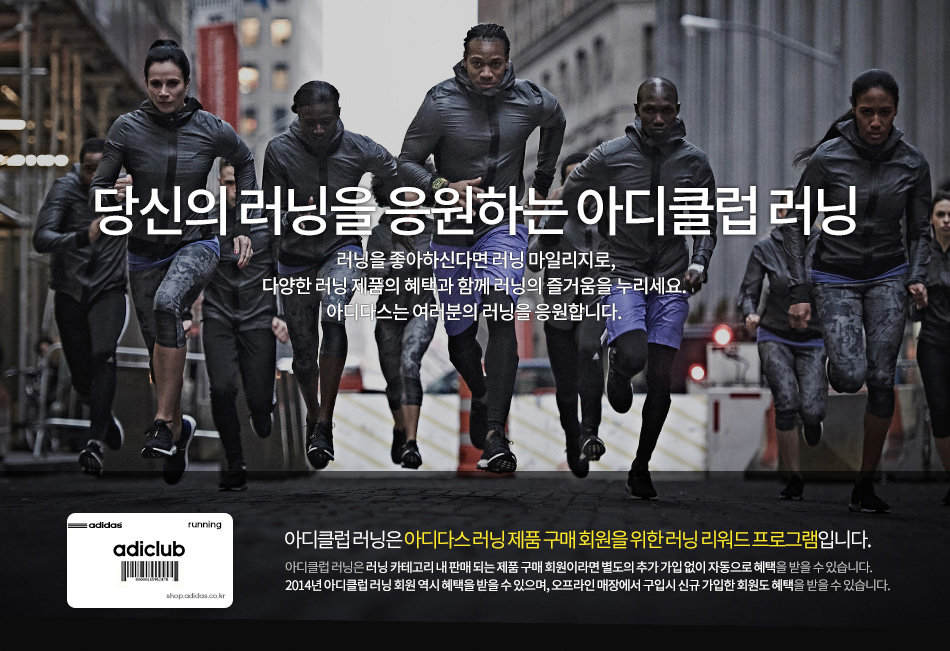 당신의 러닝을 응원하는 아디클럽 러닝
러닝을 좋아하신다면 러닝 마일리지로,
다양한 러닝 제품의 혜택과 함께 러닝의 즐거움을 누리세요.
아디다스는 여러분의 러닝을 응원합니다.
adidas running
adiclub
shop.adidas.co.kr
아디클럽 러닝은 아디다스 러닝 제품 구매 회원을 위한 러닝 리워드 프로그램입니다.
아디클럽 러닝은 러닝 카테고리 내 판매 되는 제품 구매 회원이라면 별도의 추가 가입 없이 자동으로 혜택을 받을 수 있습니다.
2014년 아디클럽 러닝 회원 역시 혜택을 받을 수 있으며, 오프라인 매장에서 구입시 신규 가입한 회원도 혜택을 받을 수 있습니다.